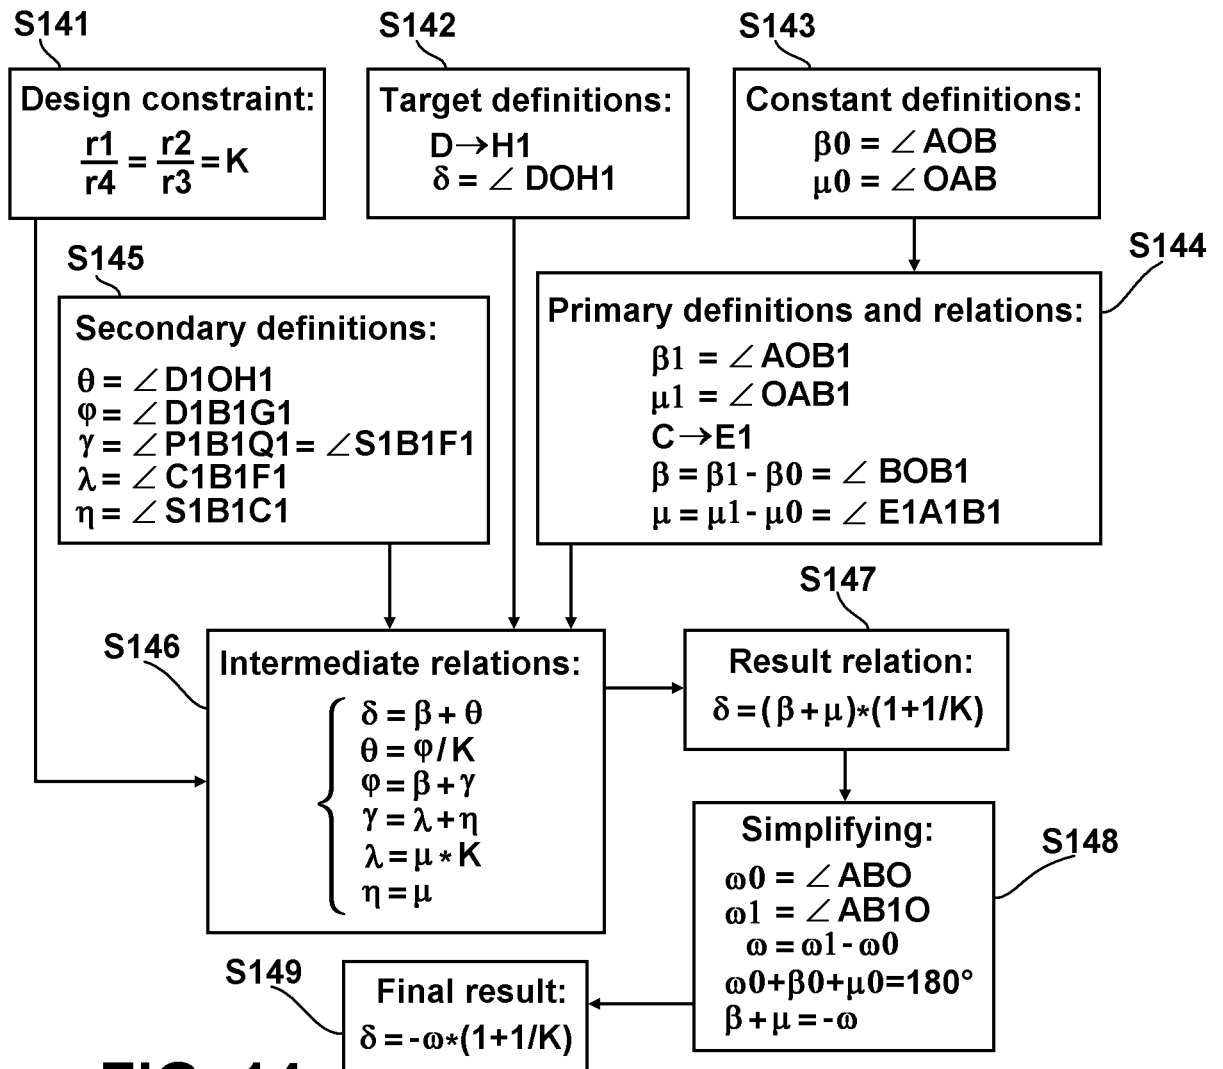 S141
Design constraint:
r1/r4 = r2/r3 = K
S142
Target definitions:
D→H1
δ = ∠ DOH1
S143
Constant definitions:
β0 = ∠ AOB
μ0 = ∠ OAB
S144
Primary definitions and relations:
β1 = ∠ AOB1
μ1 = ∠ OAB1
C→E1
β = β1 - β0 = ∠ BOB1
μ = μ1 - μ0 = ∠ E1A1B1
S145
Secondary definitions:
θ = ∠ D1OH1
φ = ∠ D1B1G1
γ = ∠ P1B1Q1 = ∠ S1B1F1
λ = ∠ C1B1F1
η = ∠ S1B1C1
S146
Intermediate relations:
δ = β + θ
θ = φ / K
φ = β + γ
γ = λ + η
λ = μ * K
η = μ
S147
Result relation:
δ = (β + μ)*(1+1/K)
S148
Simplifying:
ω0 = ∠ ABO
ω1 = ∠ AB1O
ω = ω1 - ω0
ω0+β0+μ0=180°
β + μ = -ω
S149
Final result:
δ = -ω*(1+1/K)